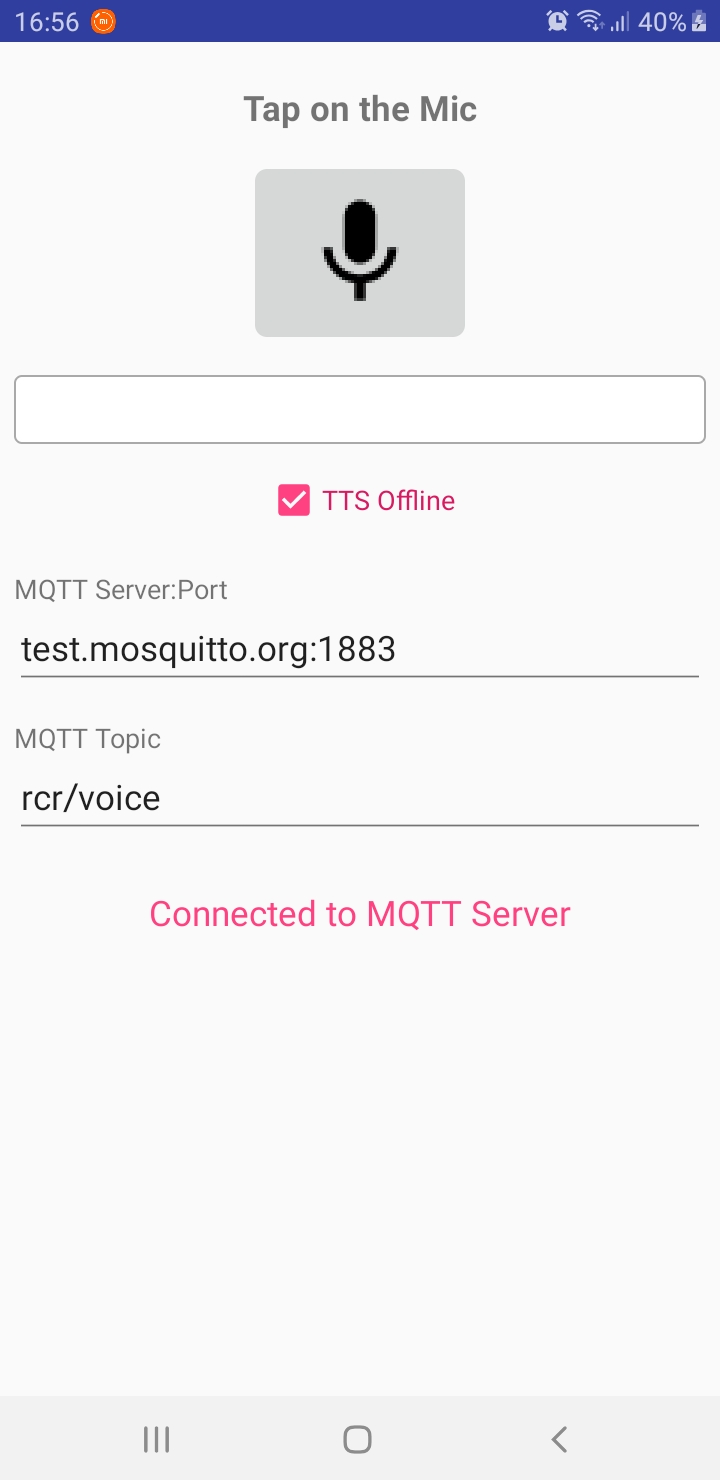 16:56
40%
Tap on the Mic
TTS Offline
MQTT Server:Port
test.mosquitto.org:1883
MQTT Topic
rcr/voice
Connected to MQTT Server